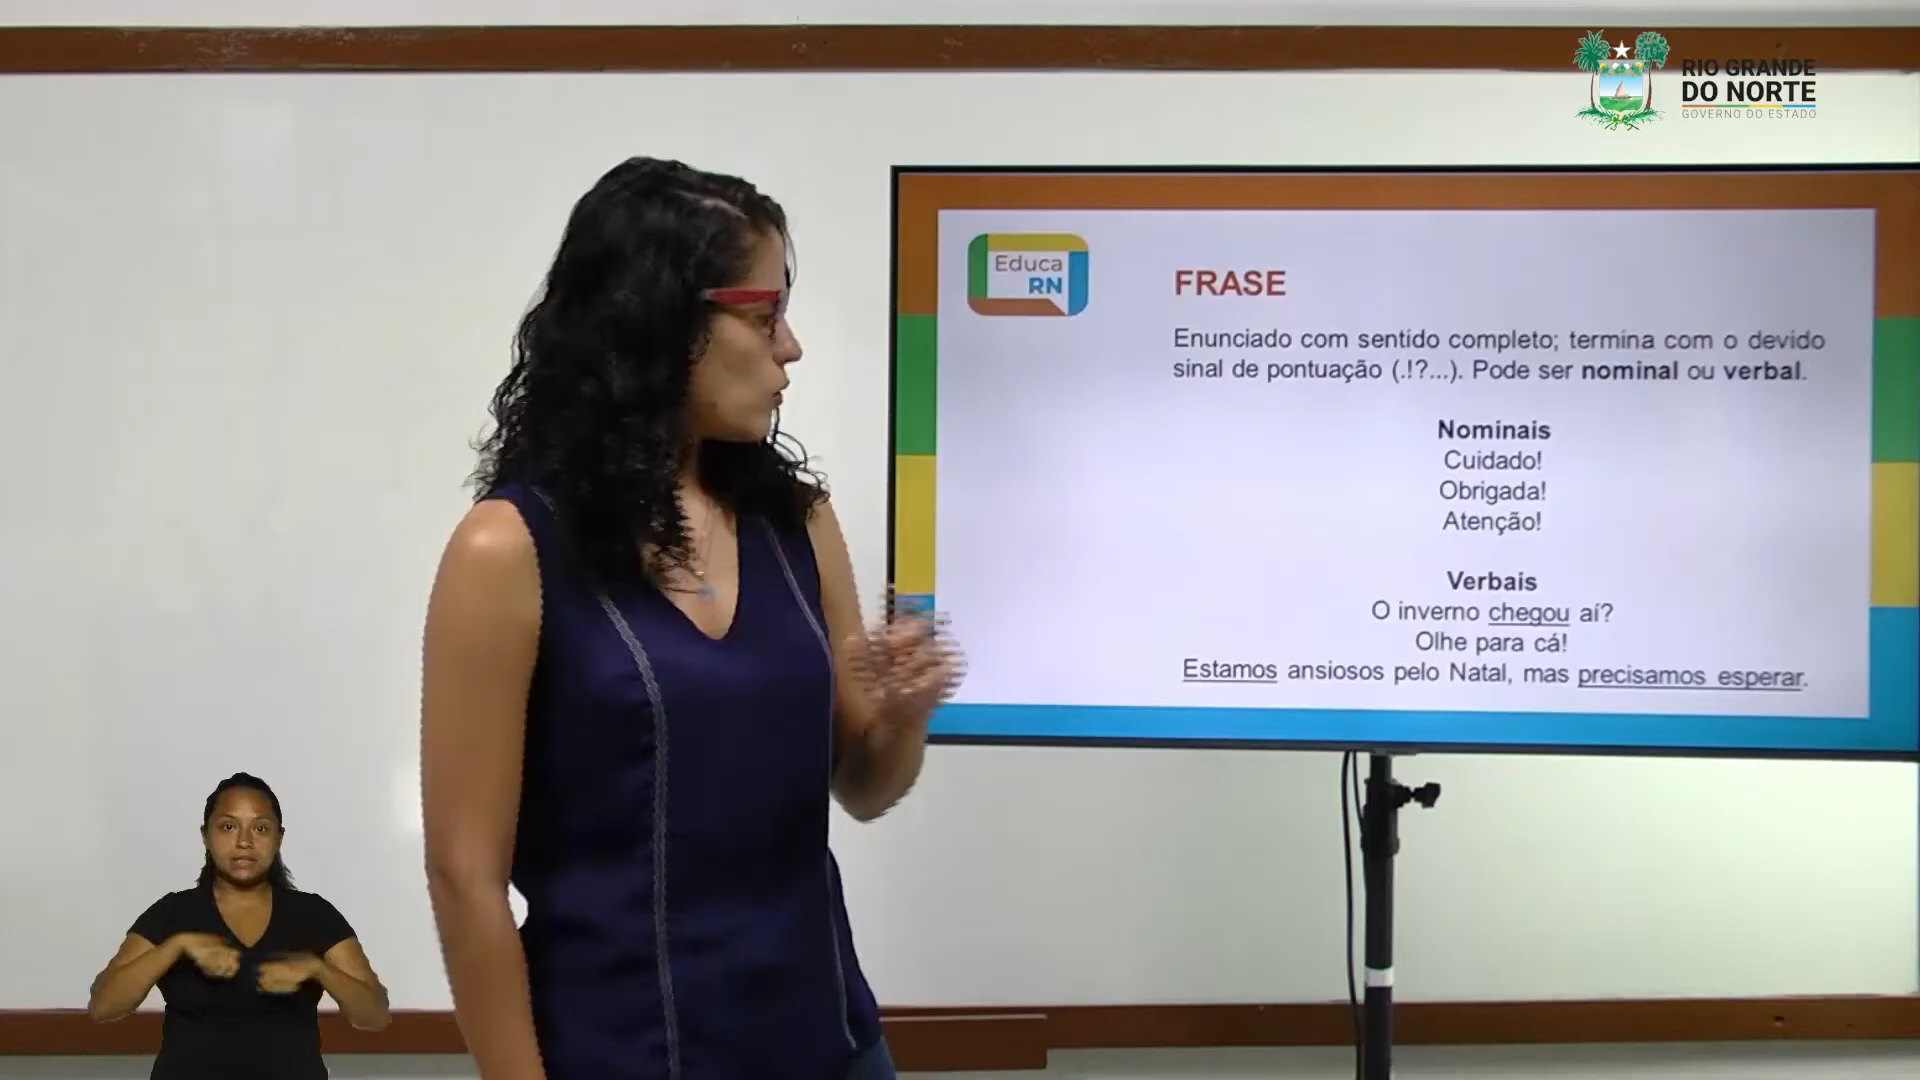 RIO GRANDE
DO NORTE
GOVERNO DO ESTADO
Educa
RN
FRASE
Enunciado com sentido completo; termina com o devido
sinal de pontuação (.!?...). Pode ser nominal ou verbal.
Nominais
Cuidado!
Obrigada!
Atenção!
Verbais
O inverno chegou aí?
Olhe para cá!
Estamos ansiosos pelo Natal, mas precisamos esperar.